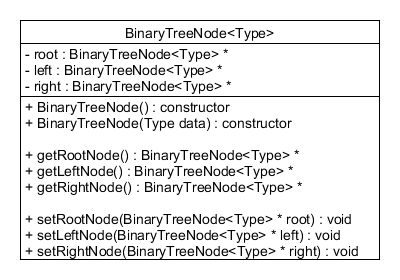 BinaryTreeNode<Type>
- root : BinaryTreeNode<Type> *
- left : BinaryTreeNode<Type> *
- right : BinaryTreeNode<Type> *
+ BinaryTreeNode() : constructor
+ BinaryTreeNode(Type data) : constructor
+ getRootNode() : BinaryTreeNode<Type> *
+ getLeftNode() : BinaryTreeNode<Type> *
+ getRightNode() : BinaryTreeNode<Type> *
+ setRootNode(BinaryTreeNode<Type> * root) : void
+ setLeftNode(BinaryTreeNode<Type> * left) : void
+ setRightNode(BinaryTreeNode<Type> * right) : void